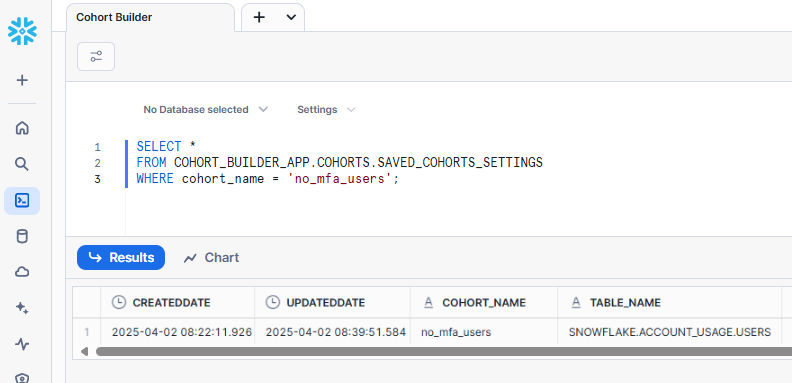 Cohort Builder
No Database selected
Settings
1 SELECT *
2 FROM COHORT_BUILDER_APP.COHORTS.SAVED_COHORTS_SETTINGS
3 WHERE cohort_name = 'no_mfa_users';
Results
Chart
CREATEDDATE UPDATEDDATE A COHORT_NAME A TABLE_NAME
1 2025-04-02 08:22:11.926 2025-04-02 08:39:51.584 no_mfa_users SNOWFLAKE.ACCOUNT_USAGE.USERS